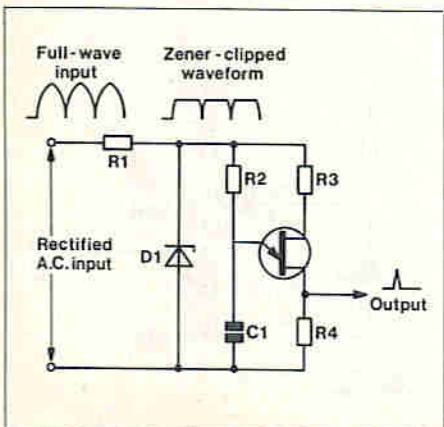 Full-wave
input
Zener-clipped
waveform
R1
R2
R3
Rectified
A.C. input
D1
C1
R4
Output